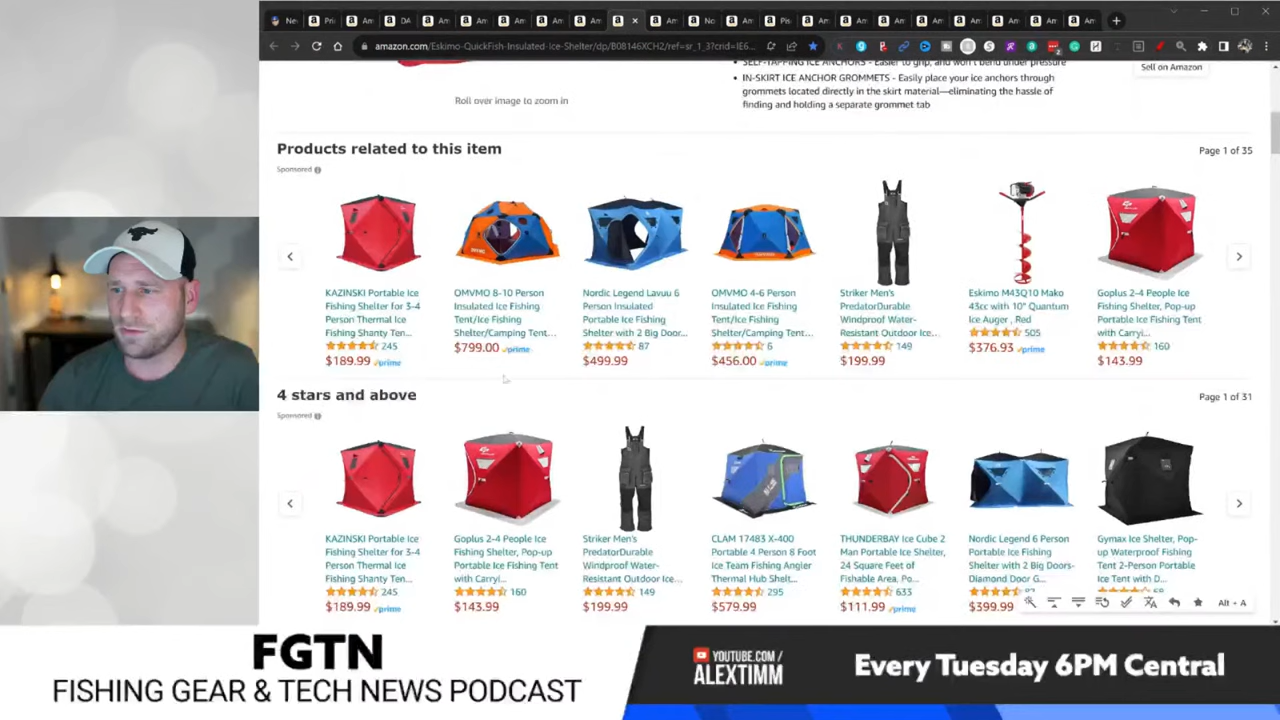 amazon.com/Eskimo-QuickFish-Insulated-Ice-Shelter/dp/B08146XCH2/ref=sr_1_3?crid=IE6...
SELF-TAPPING ICE ANCHORS - Easier to grip, and won't bend under pressure
Sell on Amazon
IN-SKIRT ICE ANCHOR GROMMETS - Easily place your ice anchors through
grommets located directly in the skirt material—eliminating the hassle of
finding and holding a separate grommet tab
Roll over image to zoom in
Products related to this item
Page 1 of 35
Sponsored
KAZINSKI Portable Ice
Fishing Shelter for 3-4
Person Thermal Ice
Fishing Shanty Ten...
245
$189.99 prime
OMVMO 8-10 Person
Insulated Ice Fishing
Tent/Ice Fishing
Shelter/Camping Tent...
$799.00 prime
Nordic Legend Lavuu 6
Person Insulated
Portable Ice Fishing
Shelter with 2 Big Door...
87
$499.99
OMVMO 4-6 Person
Insulated Ice Fishing
Tent/Ice Fishing
Shelter/Camping Tent...
6
$456.00 prime
Striker Men's
PredatorDurable
Windproof Water-
Resistant Outdoor Ice...
149
$199.99
Eskimo M43Q10 Mako
43cc with 10" Quantum
Ice Auger , Red
505
$376.93 prime
Goplus 2-4 People Ice
Fishing Shelter, Pop-up
Portable Ice Fishing Tent
with Carryi...
160
$143.99
4 stars and above
Page 1 of 31
Sponsored
KAZINSKI Portable Ice
Fishing Shelter for 3-4
Person Thermal Ice
Fishing Shanty Ten...
245
$189.99 prime
Goplus 2-4 People Ice
Fishing Shelter, Pop-up
Portable Ice Fishing Tent
with Carryi...
160
$143.99
Striker Men's
PredatorDurable
Windproof Water-
Resistant Outdoor Ice...
149
$199.99
CLAM 17483 X-400
Portable 4 Person 8 Foot
Ice Team Fishing Angler
Thermal Hub Shelt...
295
$579.99
THUNDERBAY Ice Cube 2
Man Portable Ice Shelter,
24 Square Feet of
Fishable Area, Po...
633
$111.99 prime
Nordic Legend 6 Person
Portable Ice Fishing
Shelter with 2 Big Doors-
Diamond Door G...
$399.99
Gymax Ice Shelter, Pop-
up Waterproof Fishing
Tent 2-Person Portable
Ice Tent with D...
Alt + A
FGTN
FISHING GEAR & TECH NEWS PODCAST
YOUTUBE.COM/
ALEXTIMM
Every Tuesday 6PM Central